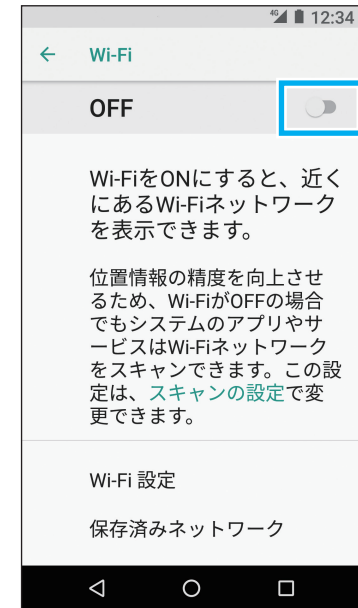 4G 12:34
Wi-Fi
OFF
Wi-FiをONにすると、近く
にあるWi-Fiネットワーク
を表示できます。
位置情報の精度を向上させ
るため、Wi-FiがOFFの場合
でもシステムのアプリやサ
ービスはWi-Fiネットワーク
をスキャンできます。この設
定は、スキャンの設定で変
更できます。
Wi-Fi 設定
保存済みネットワーク